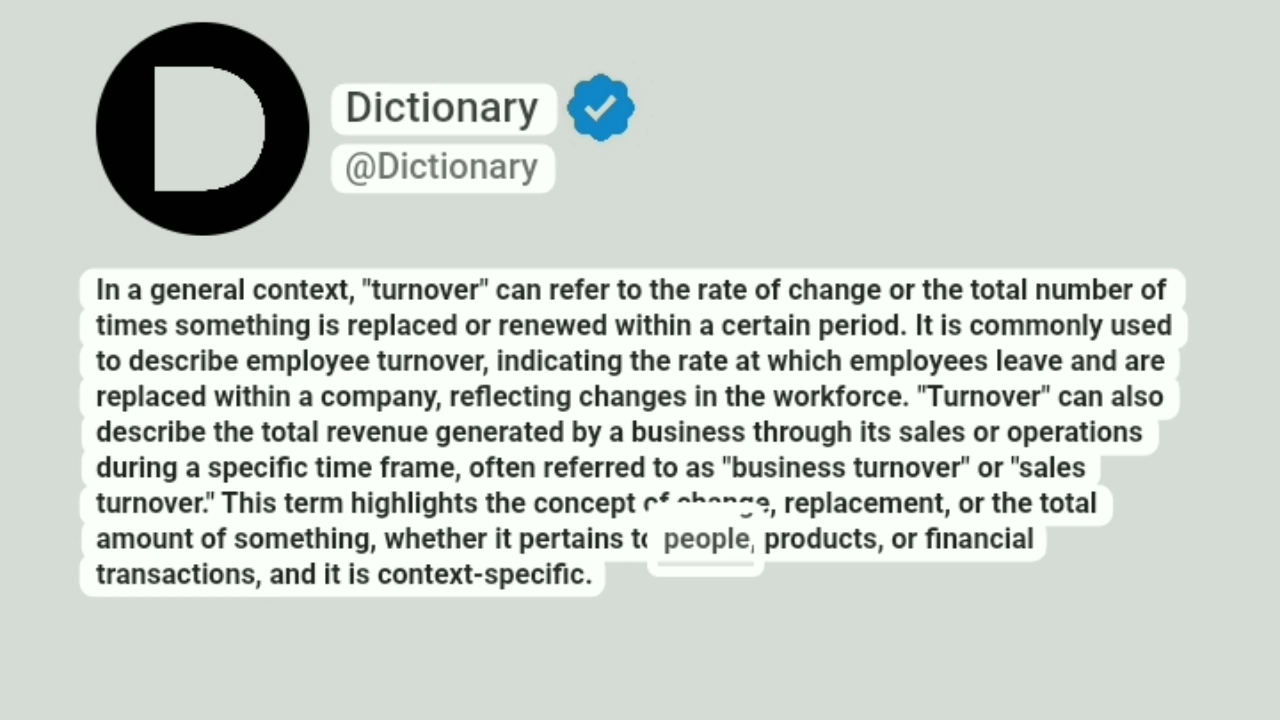 Dictionary
@Dictionary
In a general context, "turnover" can refer to the rate of change or the total number of
times something is replaced or renewed within a certain period. It is commonly used
to describe employee turnover, indicating the rate at which employees leave and are
replaced within a company, reflecting changes in the workforce. "Turnover" can also
describe the total revenue generated by a business through its sales or operations
during a specific time frame, often referred to as "business turnover" or "sales
turnover." This term highlights the concept of change, replacement, or the total
amount of something, whether it pertains to people, products, or financial
transactions, and it is context-specific.